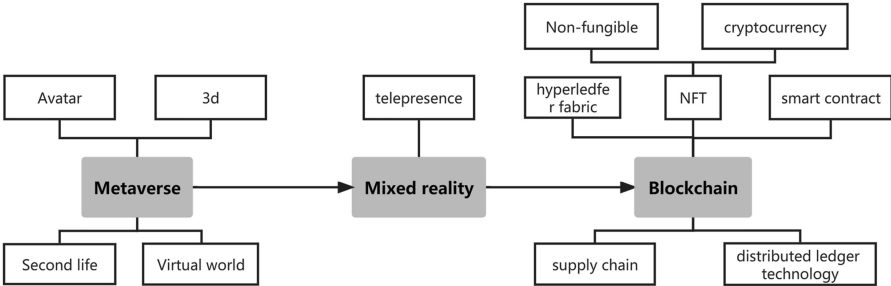 Non-fungible
cryptocurrency
Avatar
3d
telepresence
hyperledfe
r fabric
NFT
smart contract
Metaverse
Mixed reality
Blockchain
Second life
Virtual world
supply chain
distributed ledger
technology